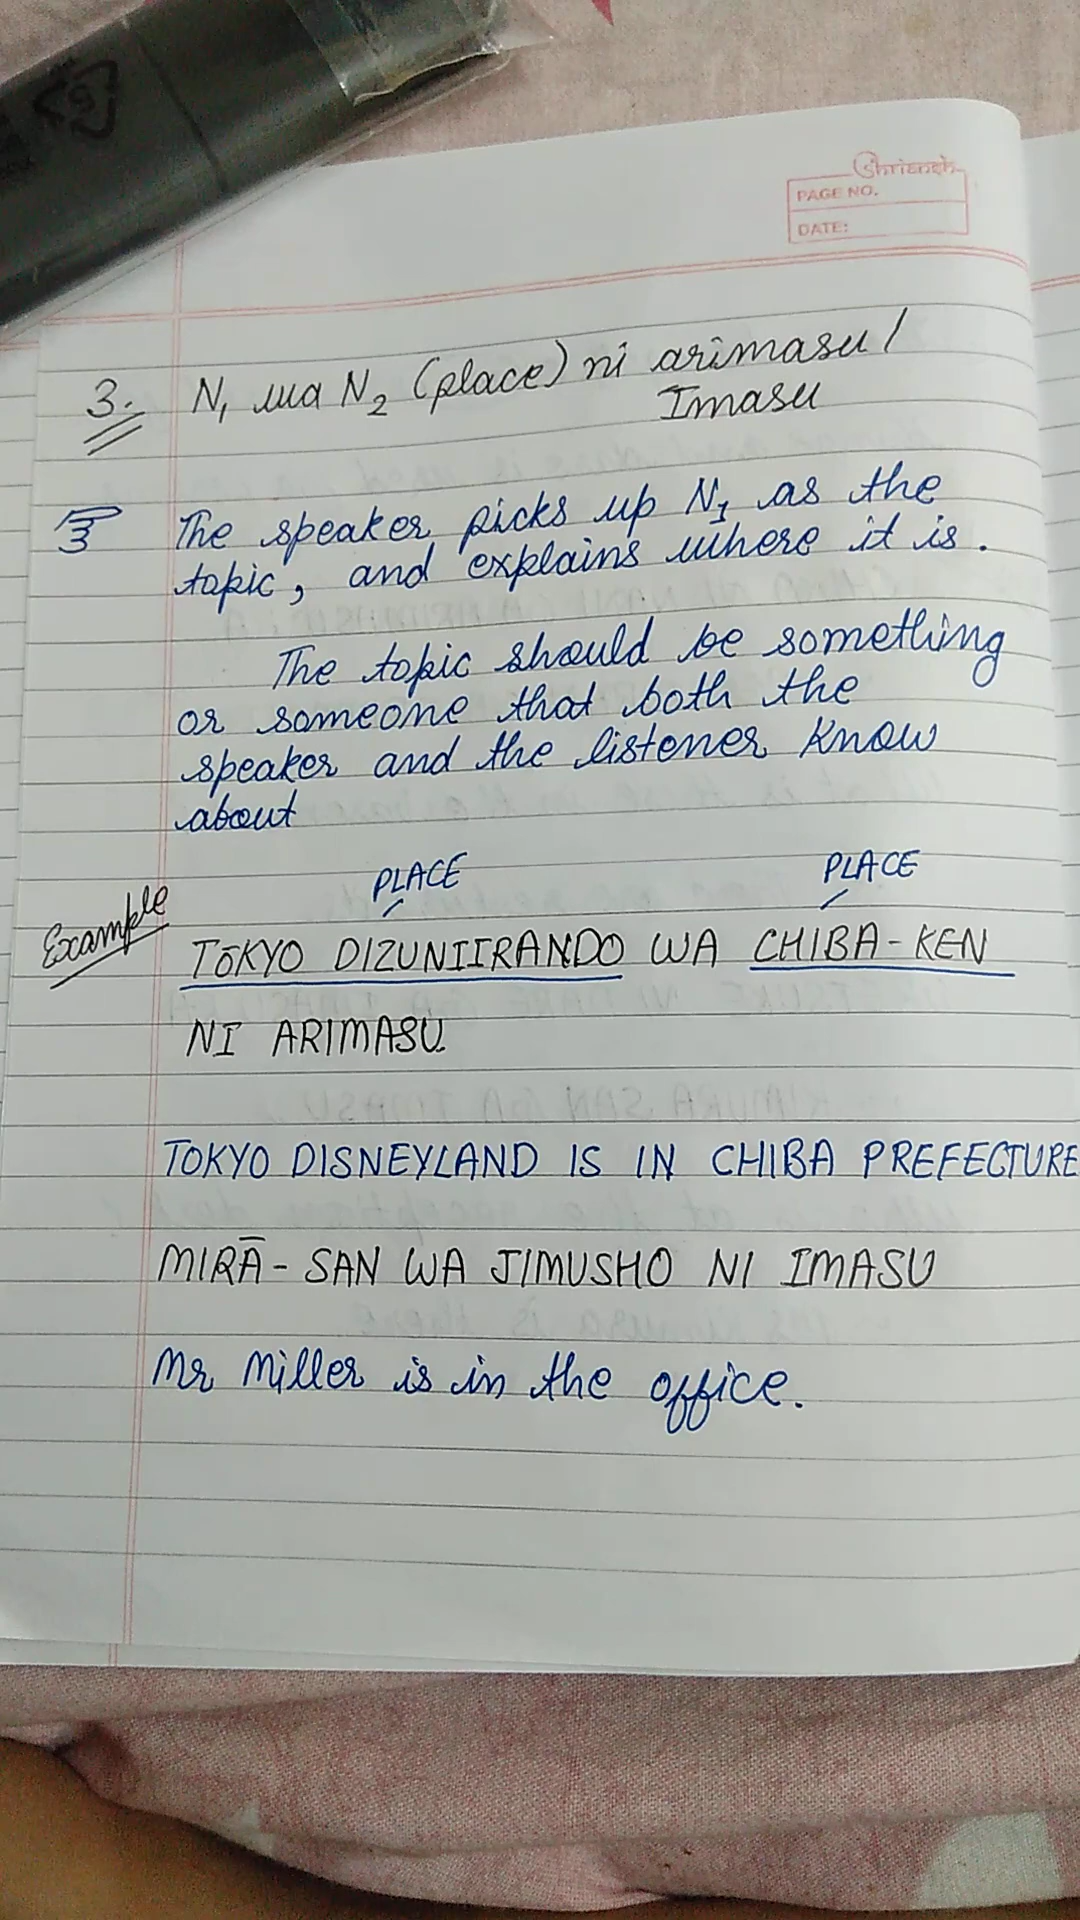 Shriansh
PAGE NO.
DATE:
3. N₁ wa N₂ (place) ni arimasu /
Imasu
The speaker picks up N₁ as the
topic, and explains where it is.
The topic should be something
or someone that both the
speaker and the listener know
about
PLACE PLACE
Example
TŌKYO DIZUNIIRANDO WA CHIBA-KEN
NI ARIMASU.
TOKYO DISNEYLAND IS IN CHIBA PREFECTURE
MIRĀ-SAN WA JIMUSHO NI IMASU
Mr Miller is in the office.